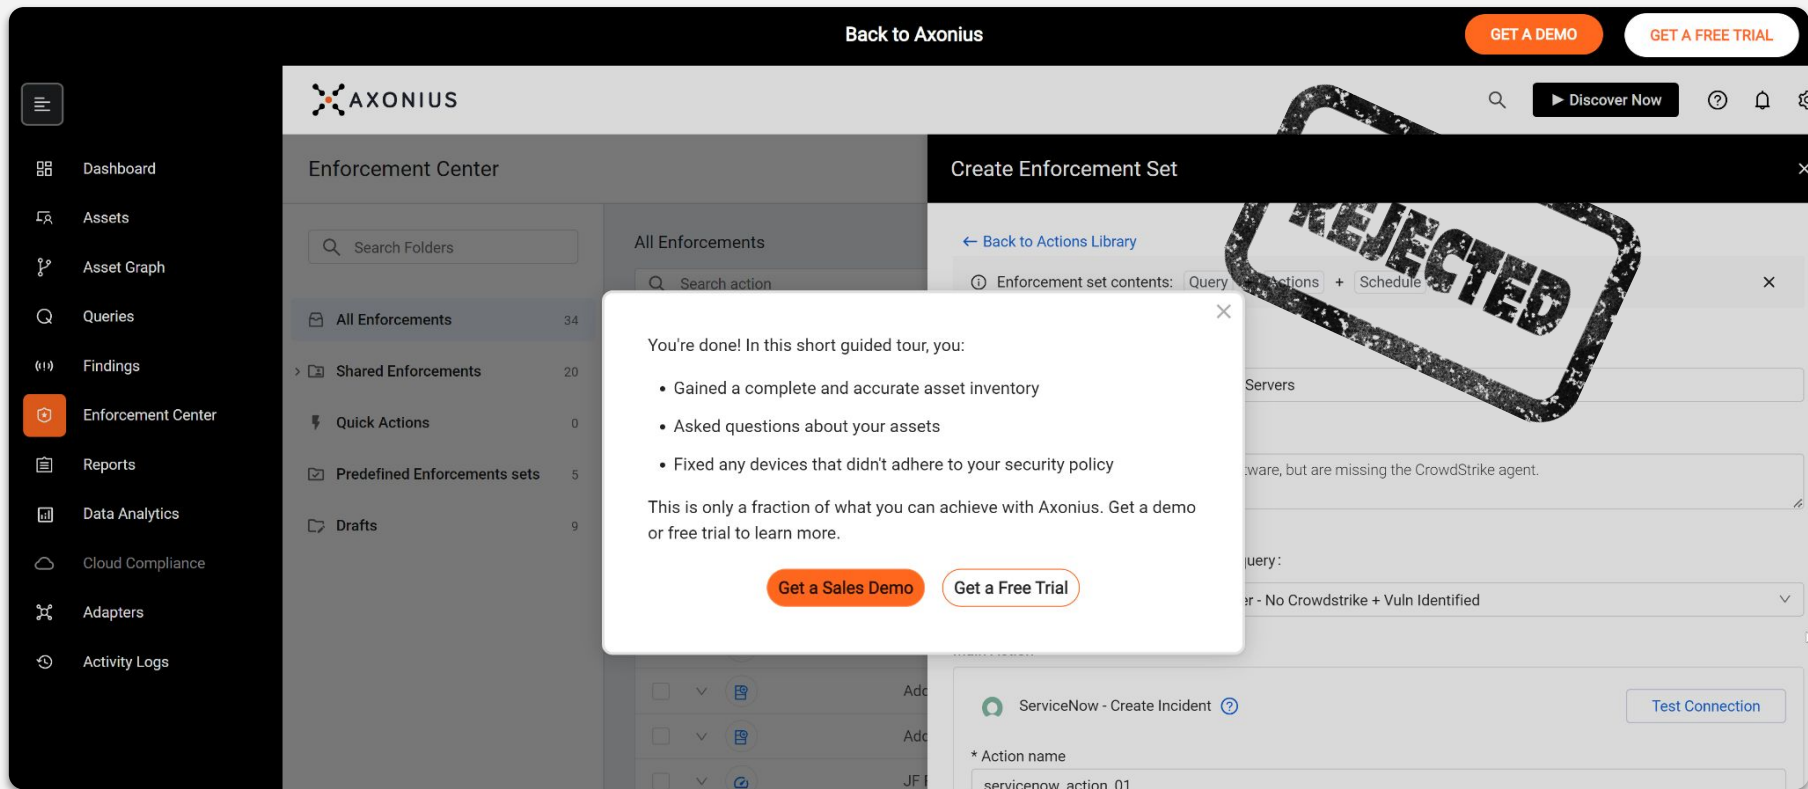 Back to Axonius
GET A DEMO
GET A FREE TRIAL
AXONIUS
Discover Now
Dashboard
Assets
Asset Graph
Queries
Findings
Enforcement Center
Reports
Data Analytics
Cloud Compliance
Adapters
Activity Logs
Enforcement Center
Search Folders
All Enforcements 34
Shared Enforcements 20
Quick Actions 0
Predefined Enforcements sets 5
Drafts 9
All Enforcements
Search action
Create Enforcement Set
Back to Actions Library
Enforcement set contents: Query Actions + Schedule
REJECTED
Servers
but are missing the CrowdStrike agent.
- No Crowdstrike + Vuln Identified
You're done! In this short guided tour, you:
• Gained a complete and accurate asset inventory
• Asked questions about your assets
• Fixed any devices that didn't adhere to your security policy
This is only a fraction of what you can achieve with Axonius. Get a demo
or free trial to learn more.
Get a Sales Demo
Get a Free Trial
ServiceNow - Create Incident
Test Connection
* Action name
servicenow_action_01